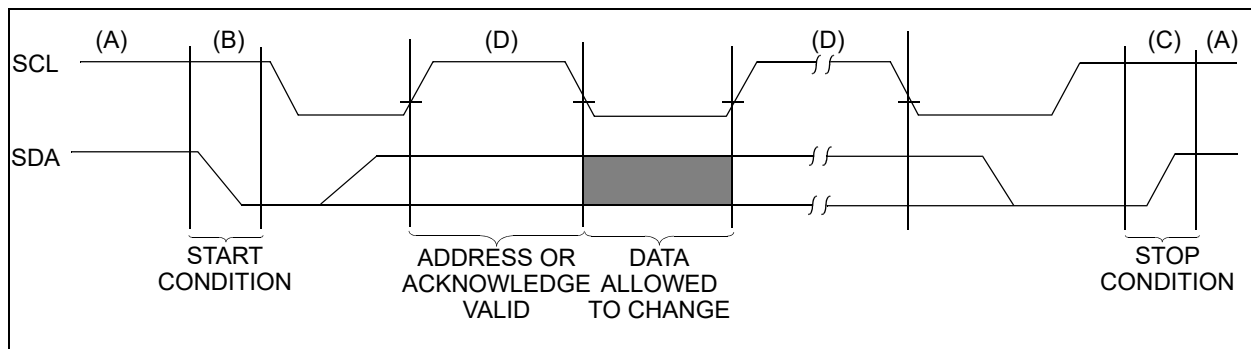 (A) (B) (D) (D) (C) (A)
SCL
SDA
START
CONDITION
ADDRESS OR
ACKNOWLEDGE
VALID
DATA
ALLOWED
TO CHANGE
STOP
CONDITION